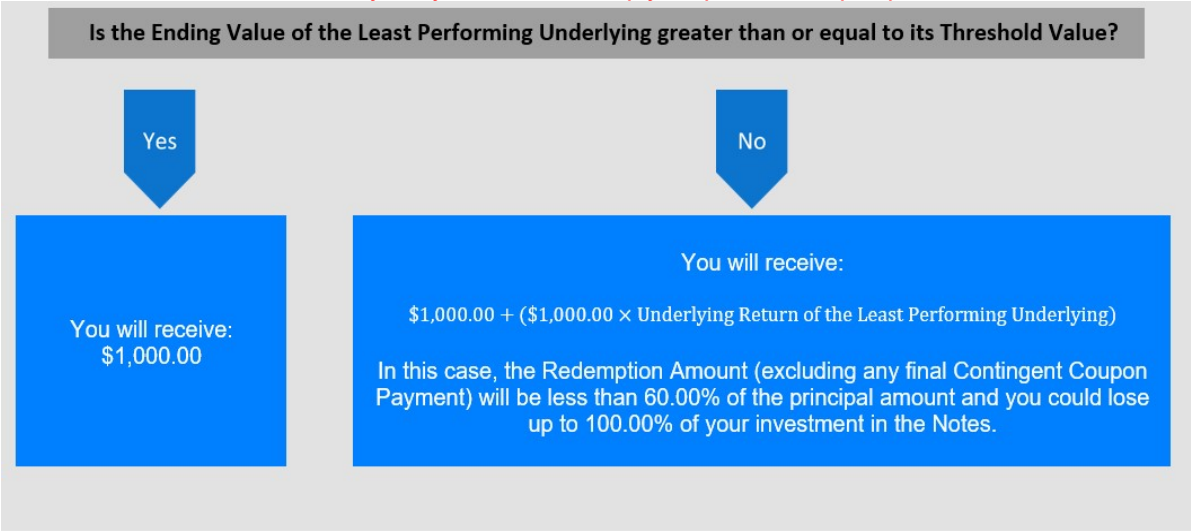 Is the Ending Value of the Least Performing Underlying greater than or equal to its Threshold Value?
Yes
No
You will receive:
$1,000.00
You will receive:
$1,000.00 + ($1,000.00 × Underlying Return of the Least Performing Underlying)
In this case, the Redemption Amount (excluding any final Contingent Coupon
Payment) will be less than 60.00% of the principal amount and you could lose
up to 100.00% of your investment in the Notes.